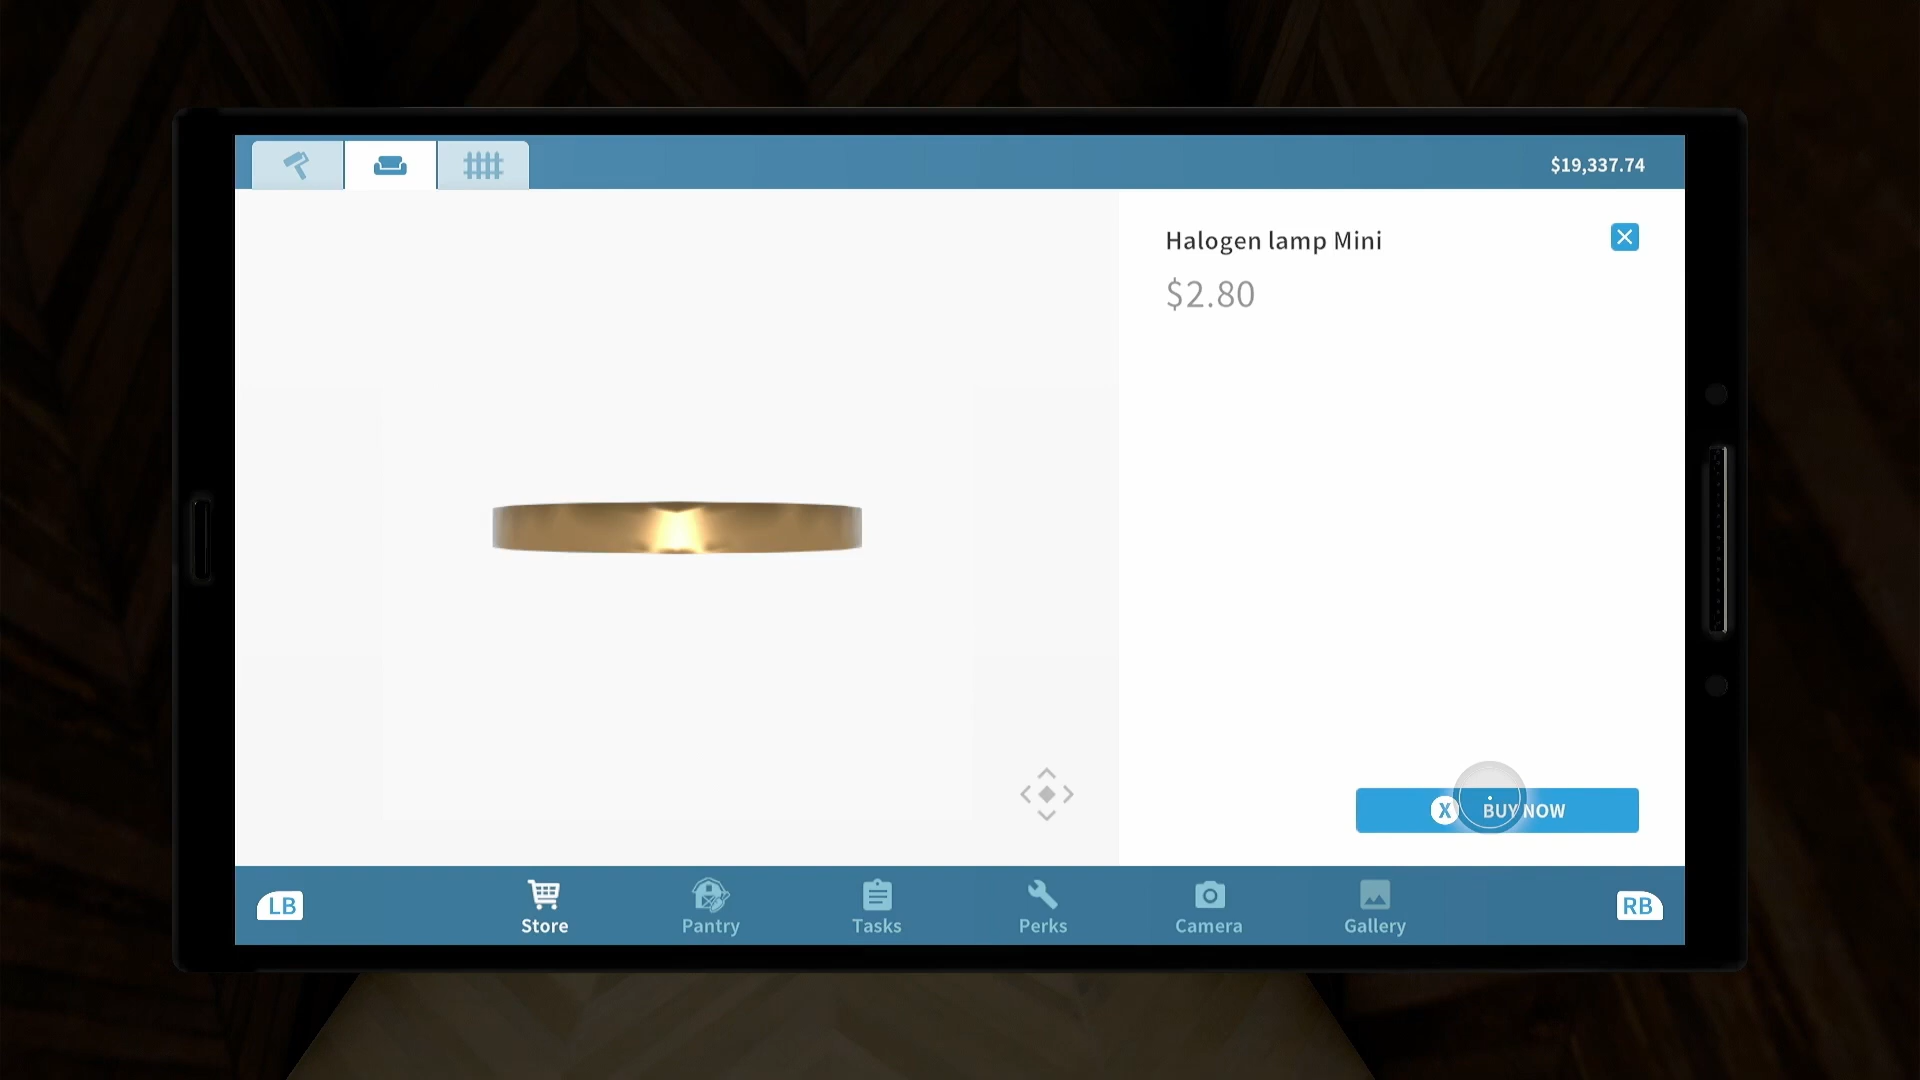 $19,337.74
Halogen lamp Mini
$2.80
X BUY NOW
LB
Store
Pantry
Tasks
Perks
Camera
Gallery
RB